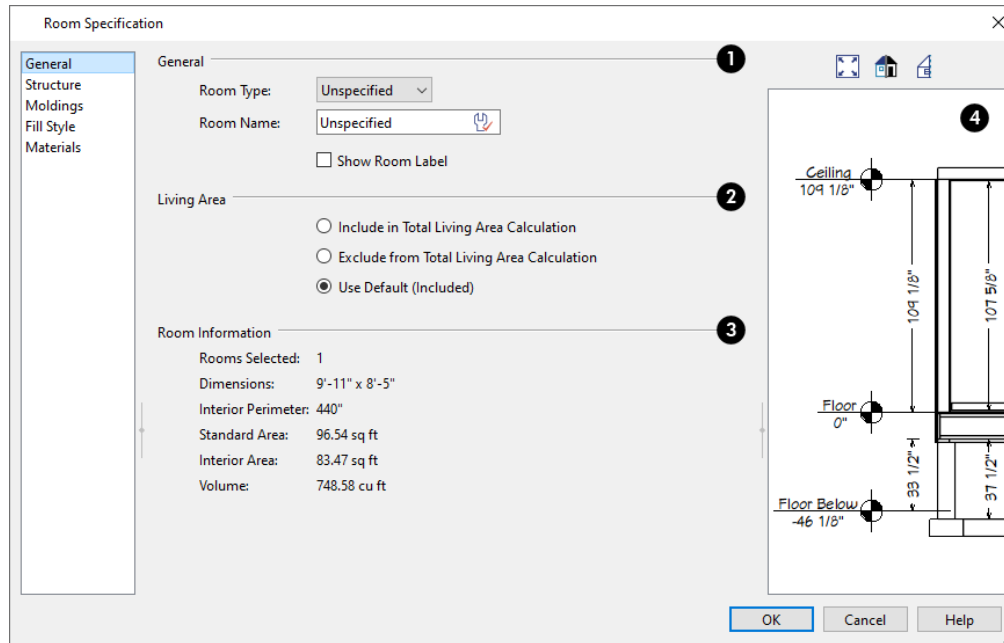 Room Specification
General
Structure
Moldings
Fill Style
Materials
General 1
Room Type: Unspecified
Room Name: Unspecified
Show Room Label
Living Area 2
Include in Total Living Area Calculation
Exclude from Total Living Area Calculation
Use Default (Included)
Room Information 3
Rooms Selected: 1
Dimensions: 9'-11" x 8'-5"
Interior Perimeter: 440"
Standard Area: 96.54 sq ft
Interior Area: 83.47 sq ft
Volume: 748.58 cu ft
4
Ceiling
109 1/8"
109 1/8"
107 5/8"
Floor
0"
33 1/2"
37 1/2"
Floor Below
-46 1/8"
OK Cancel Help